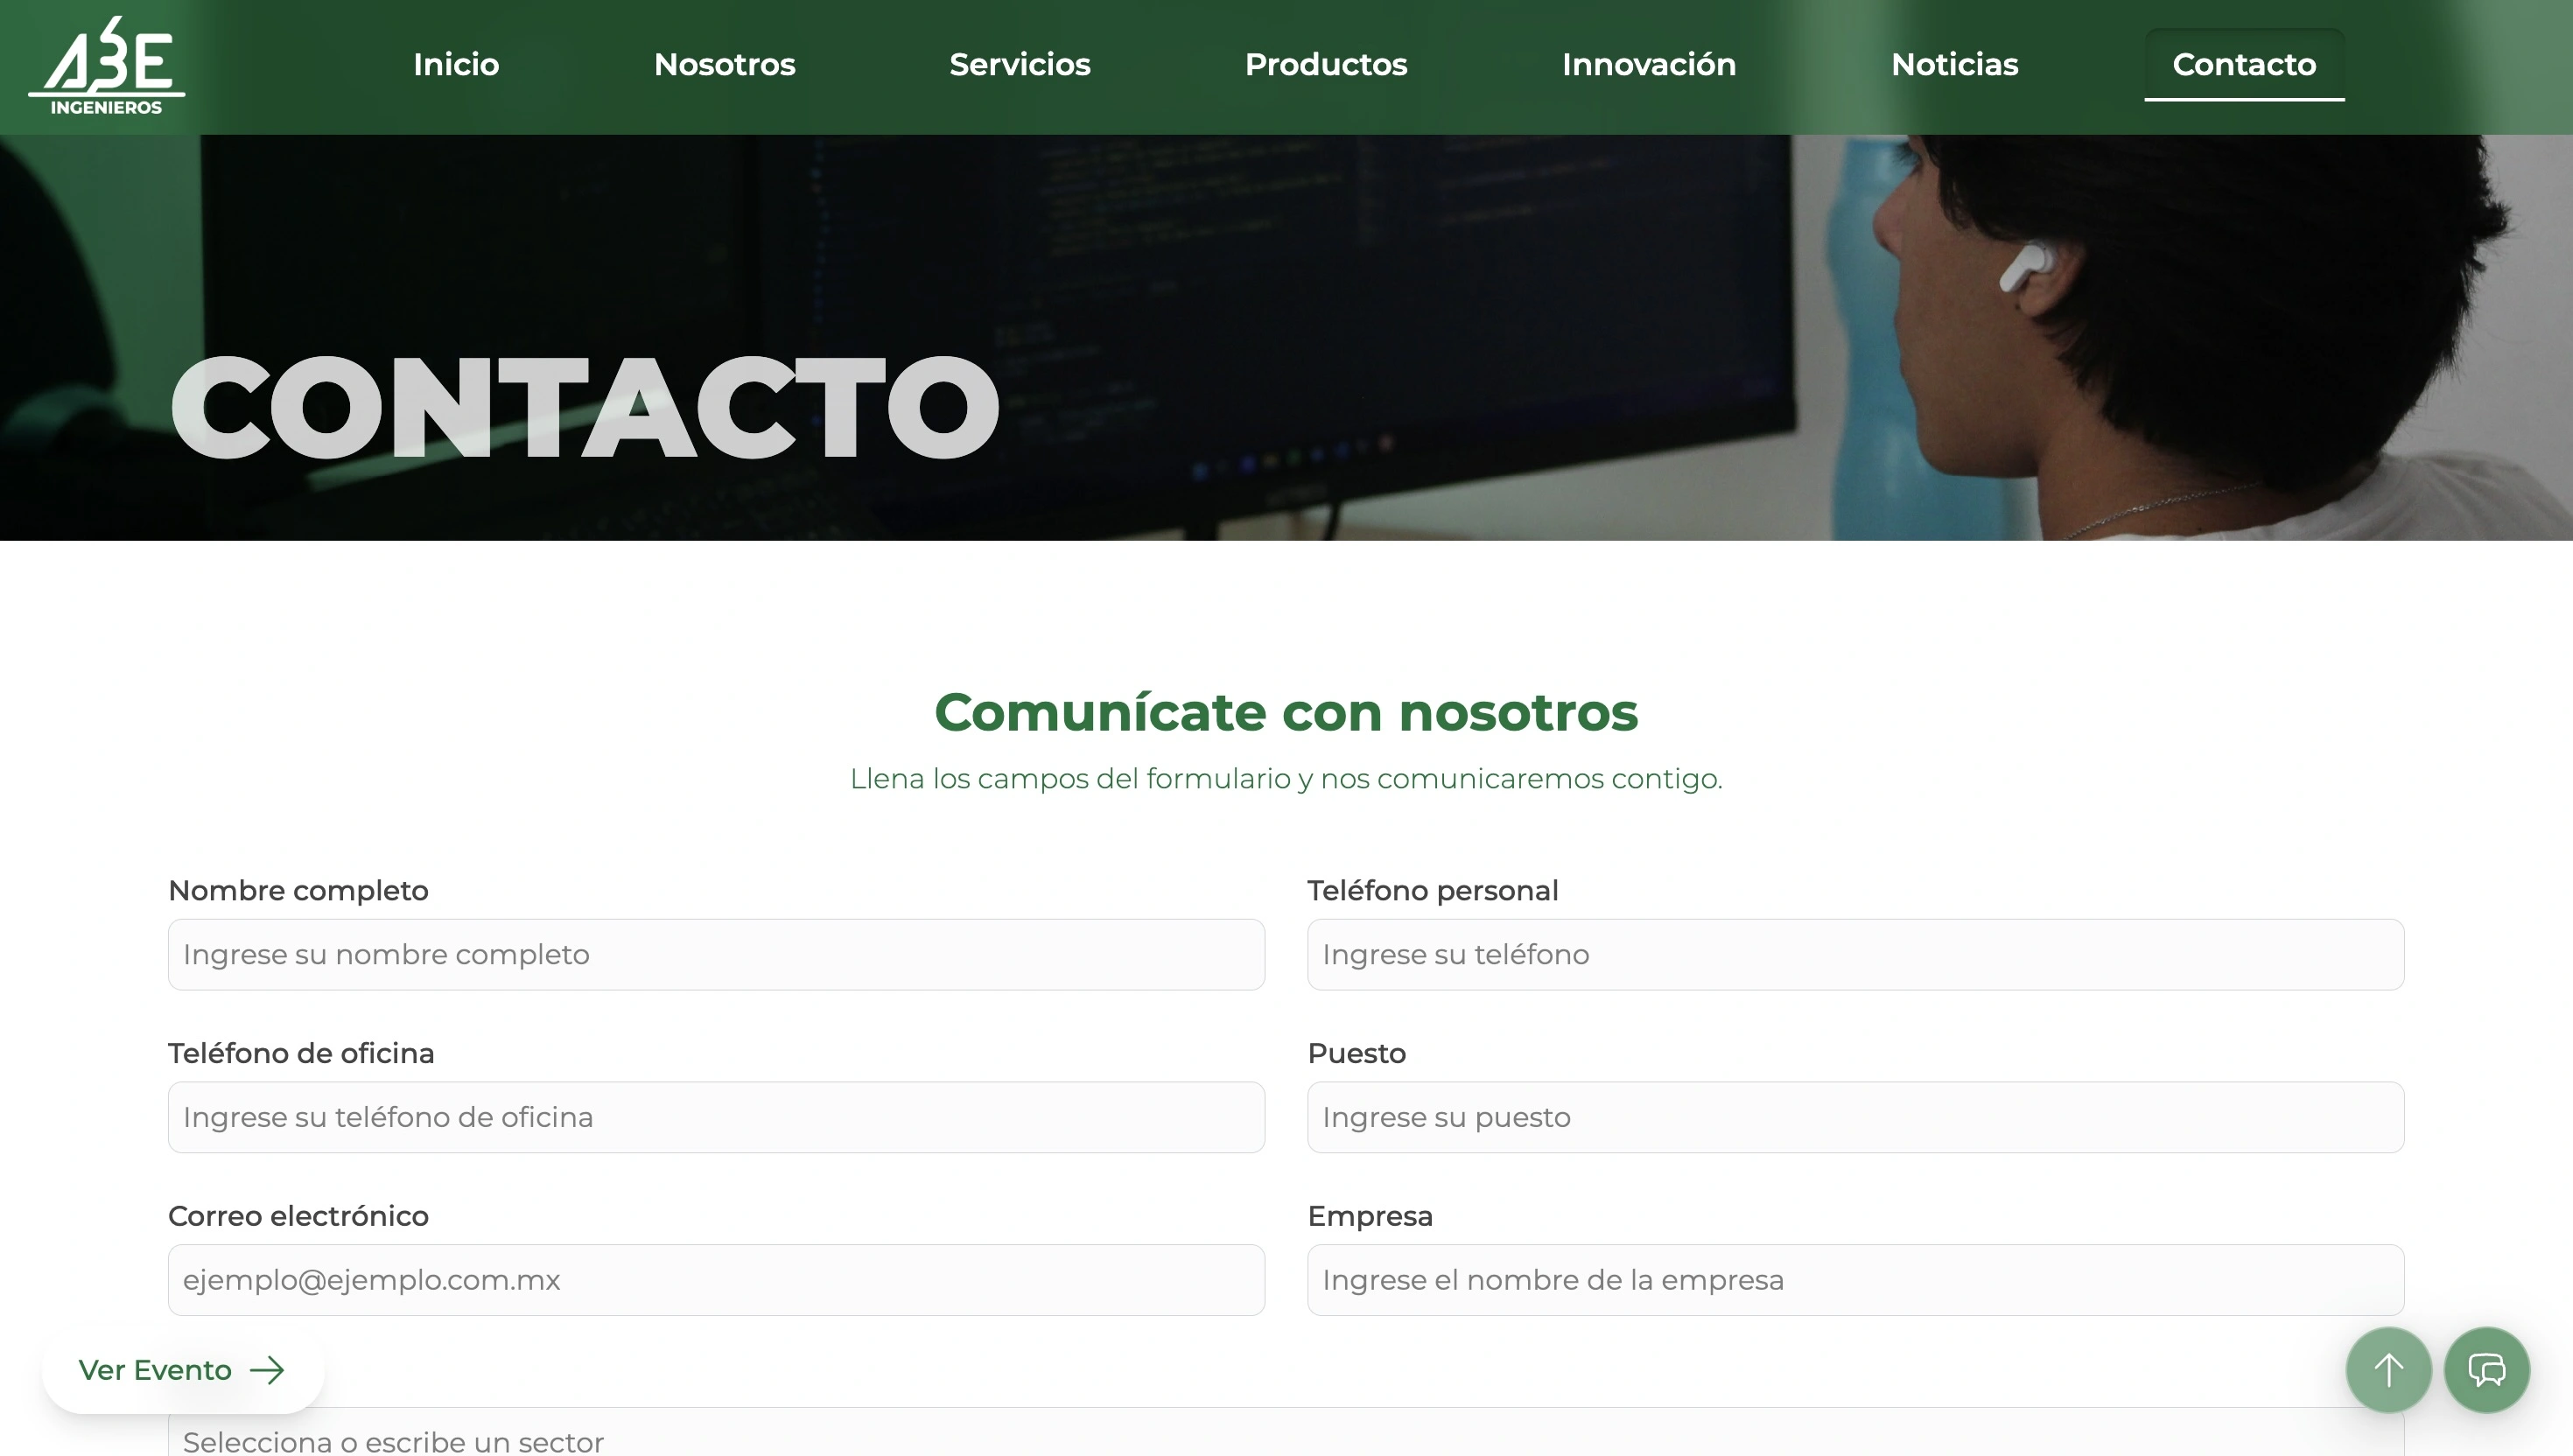 A3E
INGENIEROS
Inicio
Nosotros
Servicios
Productos
Innovación
Noticias
Contacto
CONTACTO
Comunícate con nosotros
Llena los campos del formulario y nos comunicaremos contigo.
Nombre completo
Ingrese su nombre completo
Teléfono personal
Ingrese su teléfono
Teléfono de oficina
Ingrese su teléfono de oficina
Puesto
Ingrese su puesto
Correo electrónico
ejemplo@ejemplo.com.mx
Empresa
Ingrese el nombre de la empresa
Ver Evento
Selecciona o escribe un sector